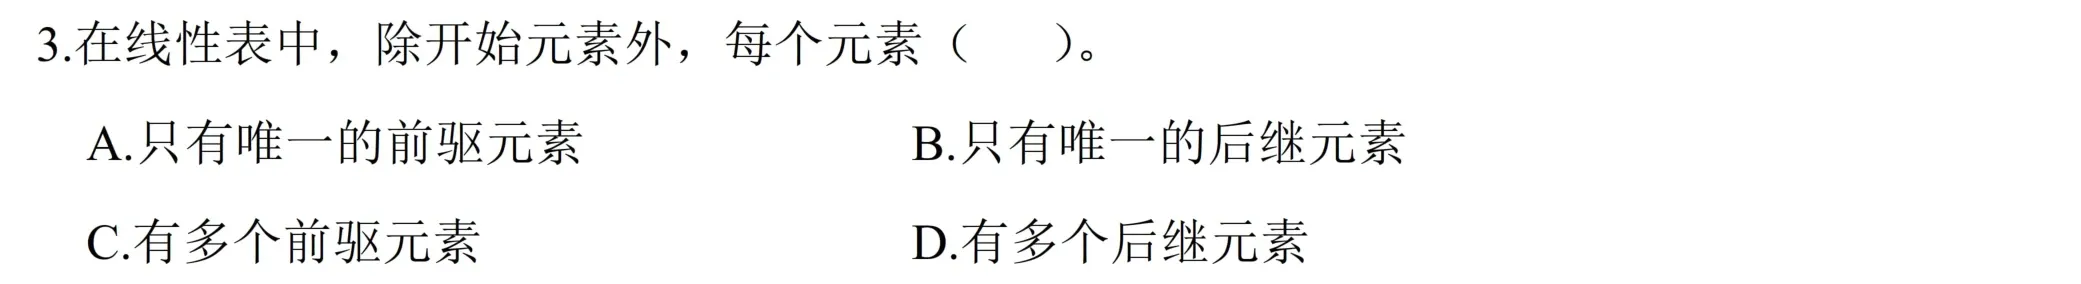 3.在线性表中，除开始元素外，每个元素（  ）。
A.只有唯一的前驱元素 B.只有唯一的后继元素
C.有多个前驱元素 D.有多个后继元素